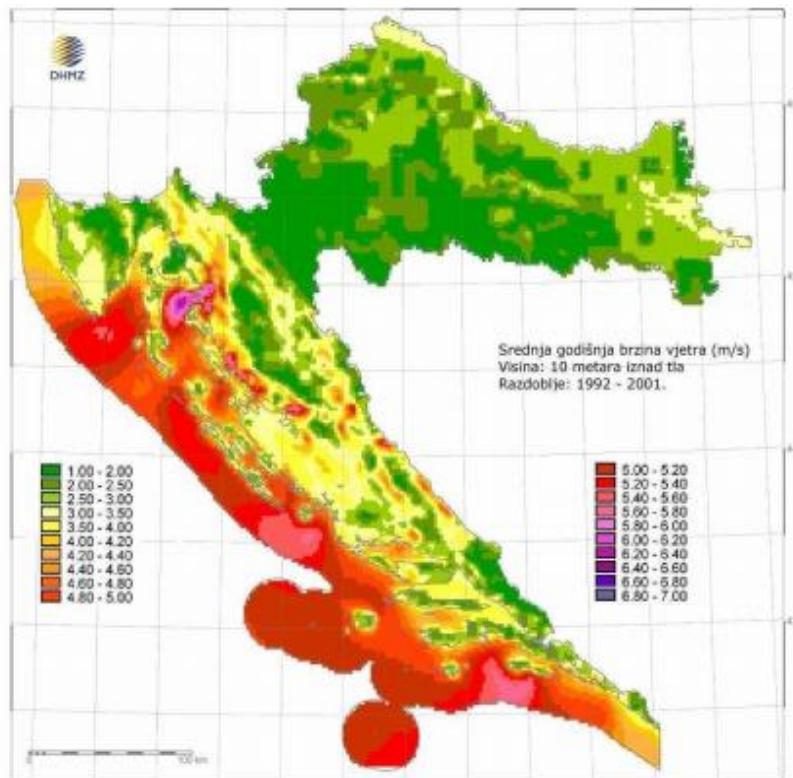 DHMZ
Srednja godišnja brzina vjetra (m/s)
Visina: 10 metara iznad tla
Razdoblje: 1992 - 2001.
1.00 - 2.00
2.00 - 2.50
2.50 - 3.00
3.00 - 3.50
3.50 - 4.00
4.00 - 4.20
4.20 - 4.40
4.40 - 4.60
4.60 - 4.80
4.80 - 5.00
5.00 - 5.20
5.20 - 5.40
5.40 - 5.60
5.60 - 5.80
5.80 - 6.00
6.00 - 6.20
6.20 - 6.40
6.40 - 6.60
6.60 - 6.80
6.80 - 7.00
0 100 km